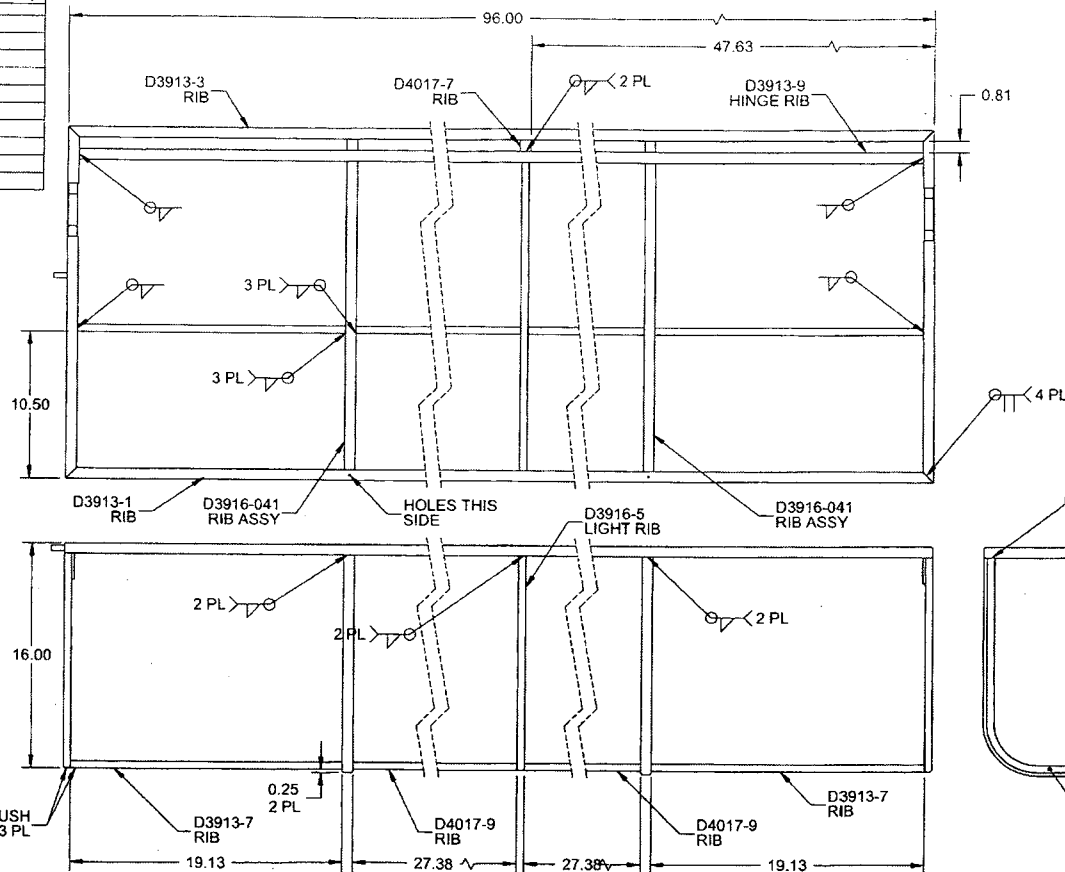 96.00
47.63
D3913-3
RIB
D4017-7
RIB
2 PL
D3913-9
HINGE RIB
0.81
3 PL
3 PL
10.50
4 PL
D3913-1
RIB
D3916-041
RIB ASSY
HOLES THIS
SIDE
D3916-5
LIGHT RIB
D3916-041
RIB ASSY
2 PL
2 PL
2 PL
16.00
0.25
2 PL
USH
3 PL
D3913-7
RIB
D4017-9
RIB
D4017-9
RIB
D3913-7
RIB
19.13
27.38
27.38
19.13